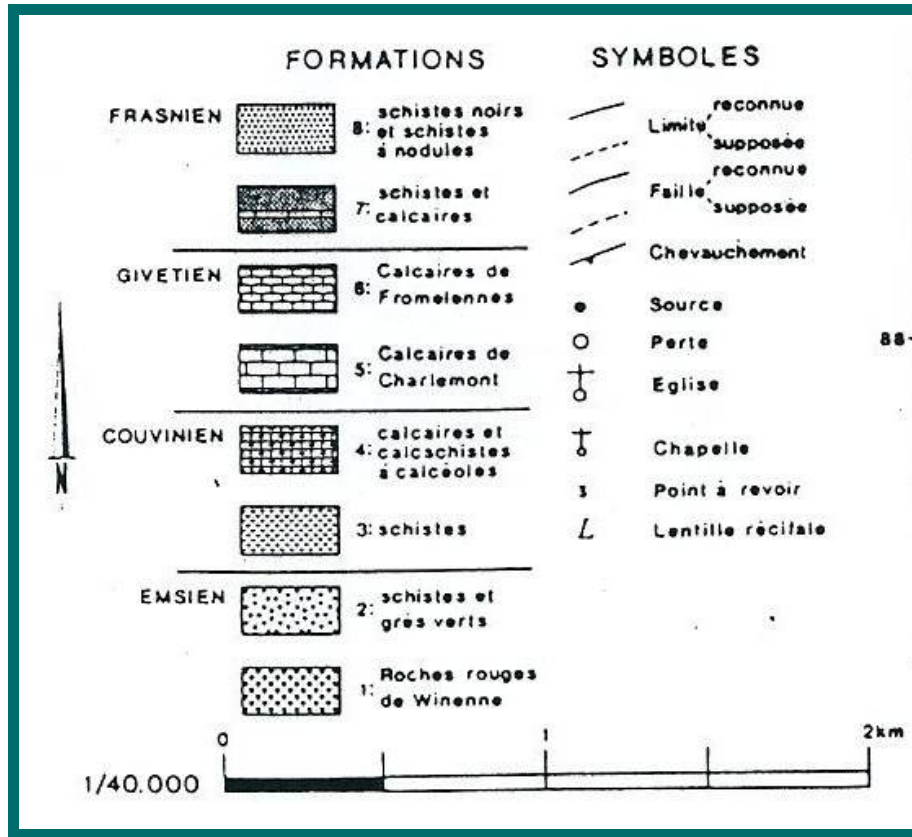 FORMATIONS
FRASNIEN
8: schistes noirs
et schistes
à nodules
7: schistes et
calcaires
GIVETIEN
6: Calcaires de
Fromelennes
5: Calcaires de
Charlemont
COUVINIEN
4: calcaires et
calcschistes
à calcéoles
3: schistes
EMSIEN
2: schistes et
grès verts
1: Roches rouges
de Winenne
SYMBOLES
Limite
reconnue
supposée
Faille
reconnue
supposée
Chevauchement
Source
Perte
Eglise
Chapelle
3 Point à revoir
L Lentille récifale
88
N
0 1 2km
1/40.000